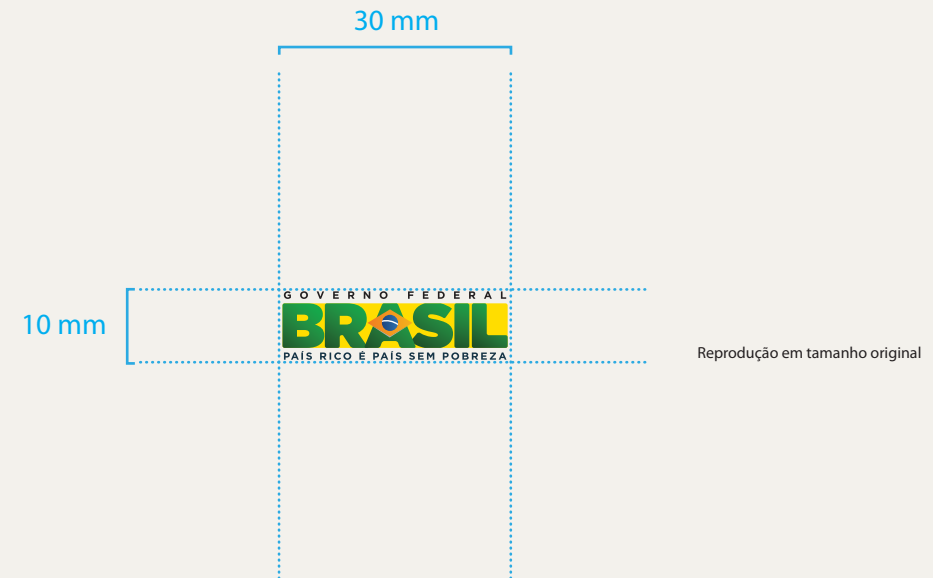 30 mm
10 mm
GOVERNO FEDERAL
BRASIL
PAÍS RICO É PAÍS SEM POBREZA
Reprodução em tamanho original